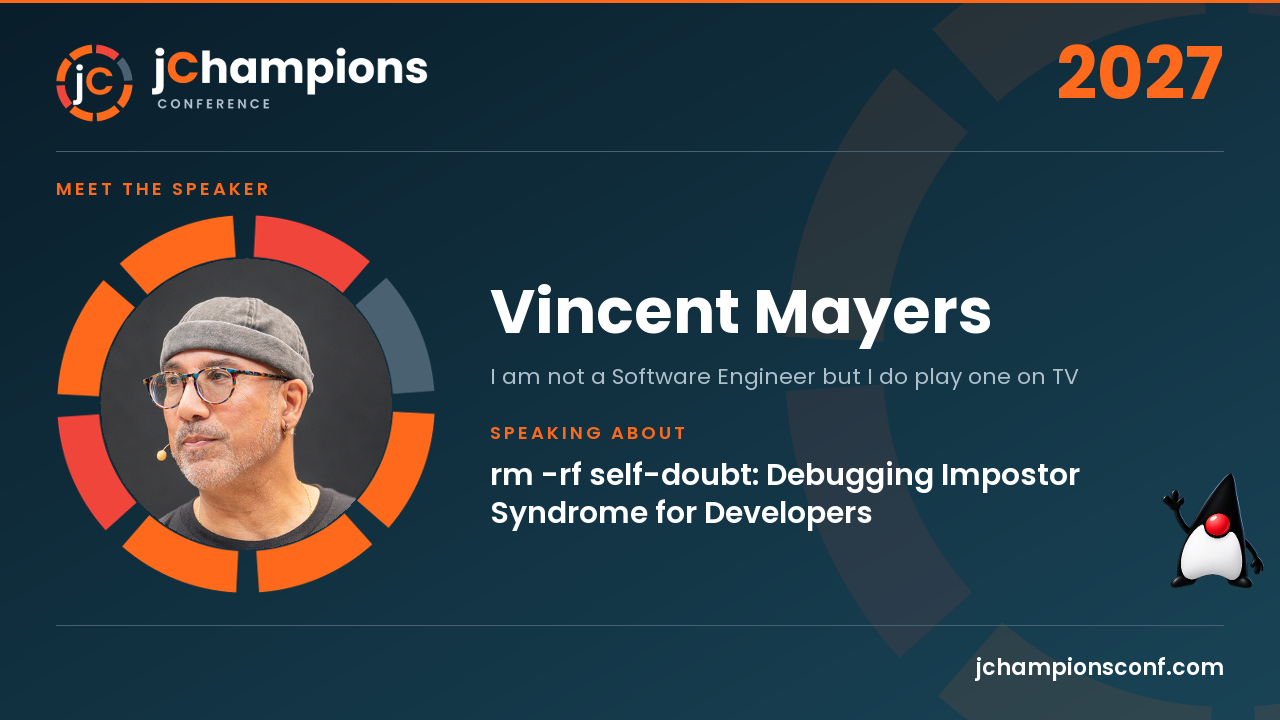 jC jChampions
CONFERENCE
2027
MEET THE SPEAKER
Vincent Mayers
I am not a Software Engineer but I do play one on TV
SPEAKING ABOUT
rm -rf self-doubt: Debugging Impostor
Syndrome for Developers
jchampionsconf.com